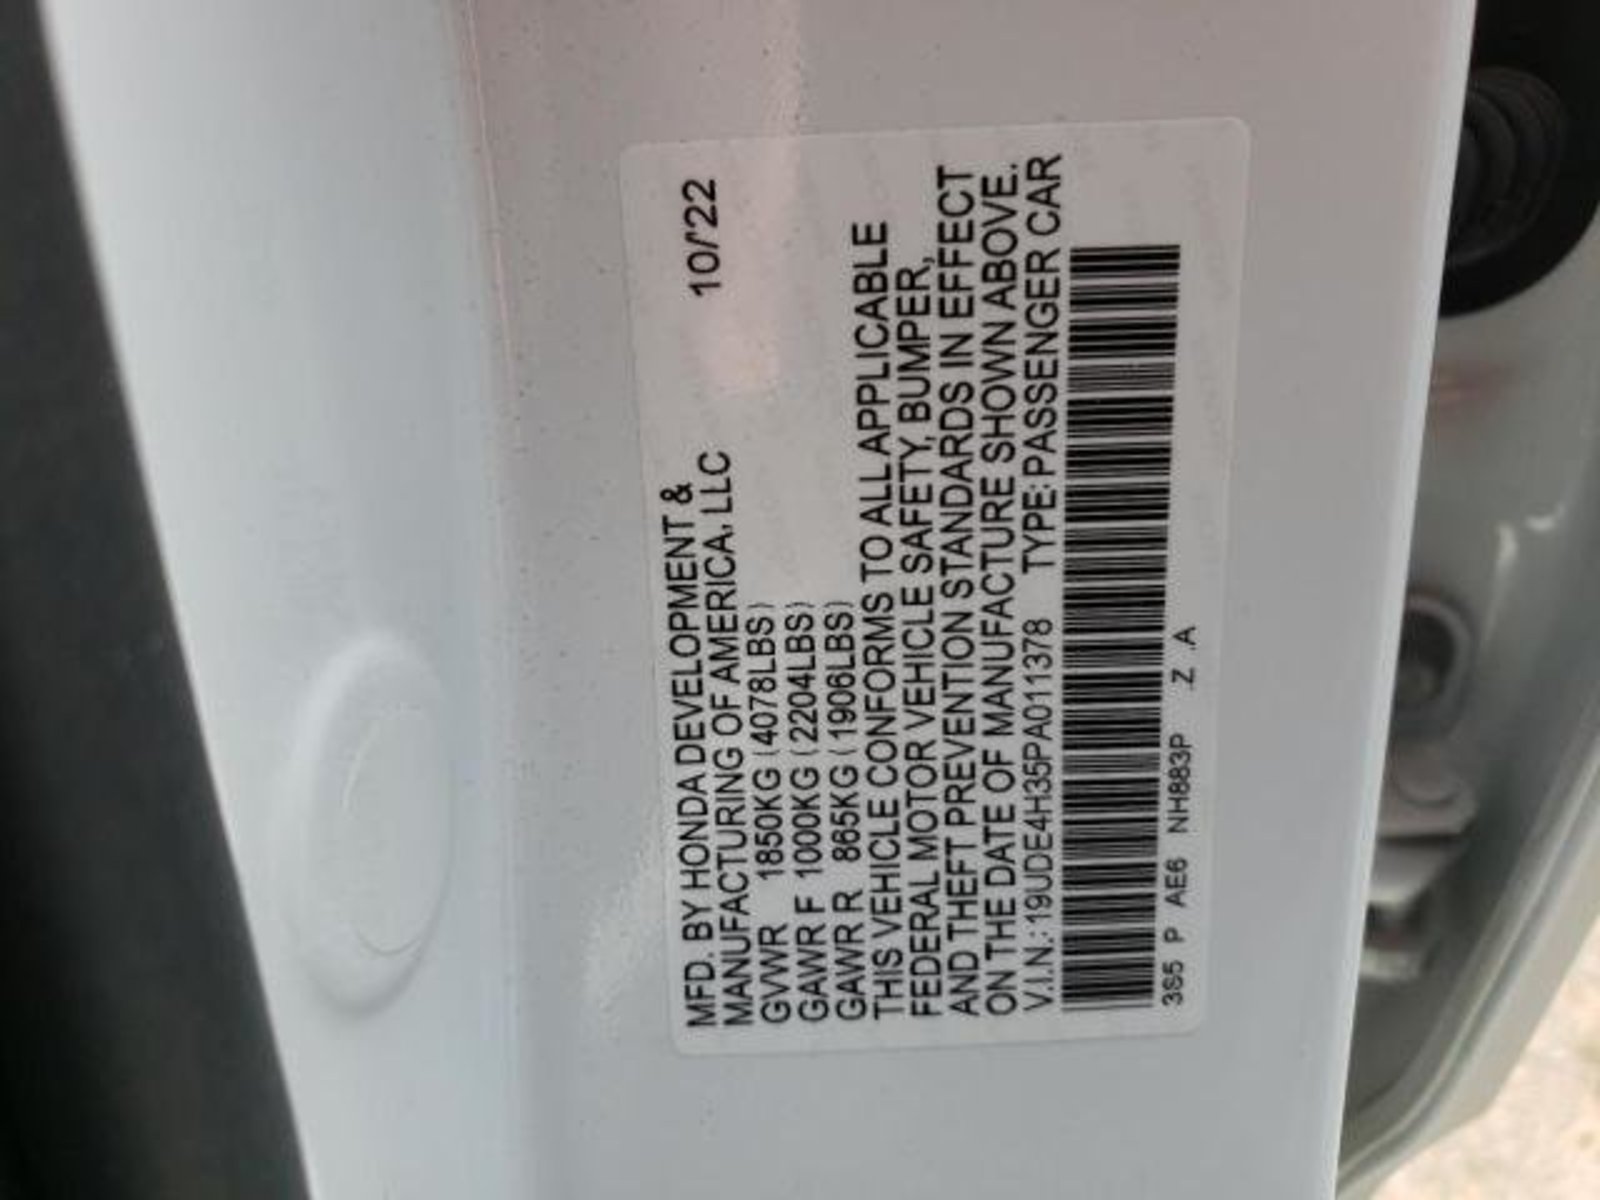 MFD. BY HONDA DEVELOPMENT & 10/'22
MANUFACTURING OF AMERICA, LLC
GVWR 1850KG (4078LBS)
GAWR F 1000KG (2204LBS)
GAWR R 865KG (1906LBS)
THIS VEHICLE CONFORMS TO ALL APPLICABLE
FEDERAL MOTOR VEHICLE SAFETY, BUMPER,
AND THEFT PREVENTION STANDARDS IN EFFECT
ON THE DATE OF MANUFACTURE SHOWN ABOVE.
V.I.N.: 19UDE4H35PA011378 TYPE: PASSENGER CAR
3S5 P AE6 NH883P Z .A